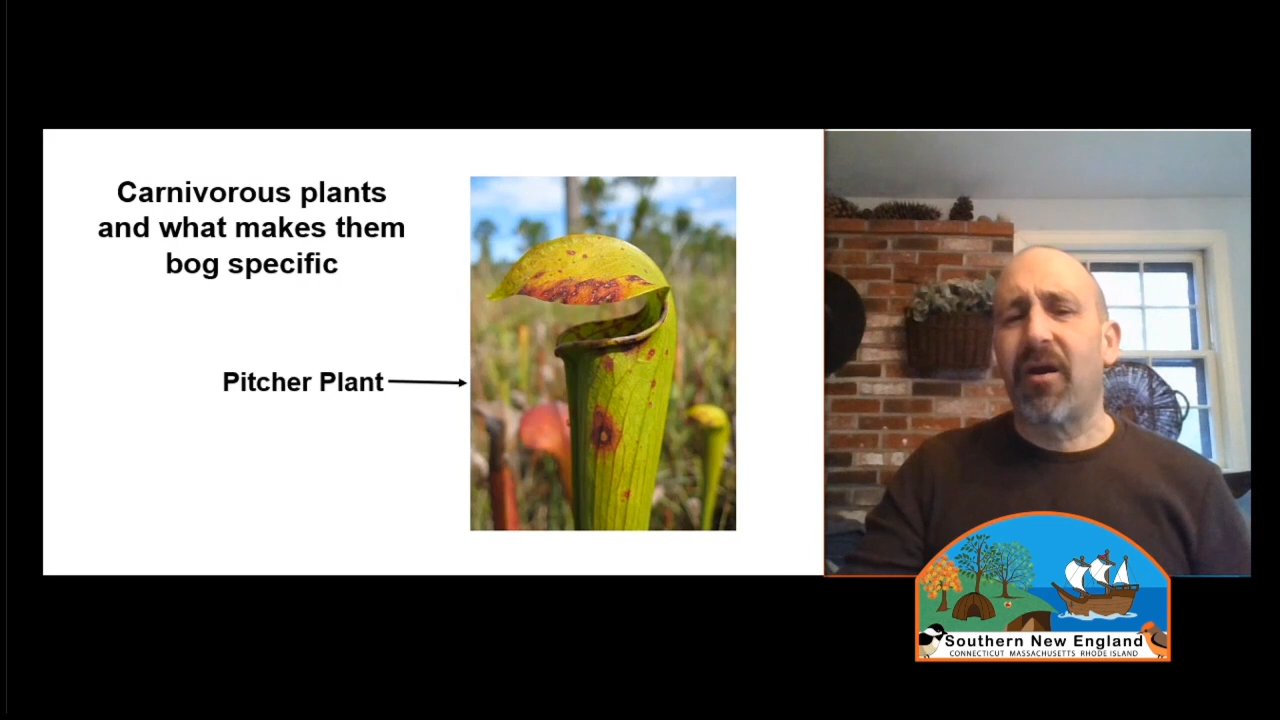 Carnivorous plants
and what makes them
bog specific
Pitcher Plant
Southern New England
CONNECTICUT MASSACHUSETTS RHODE ISLAND